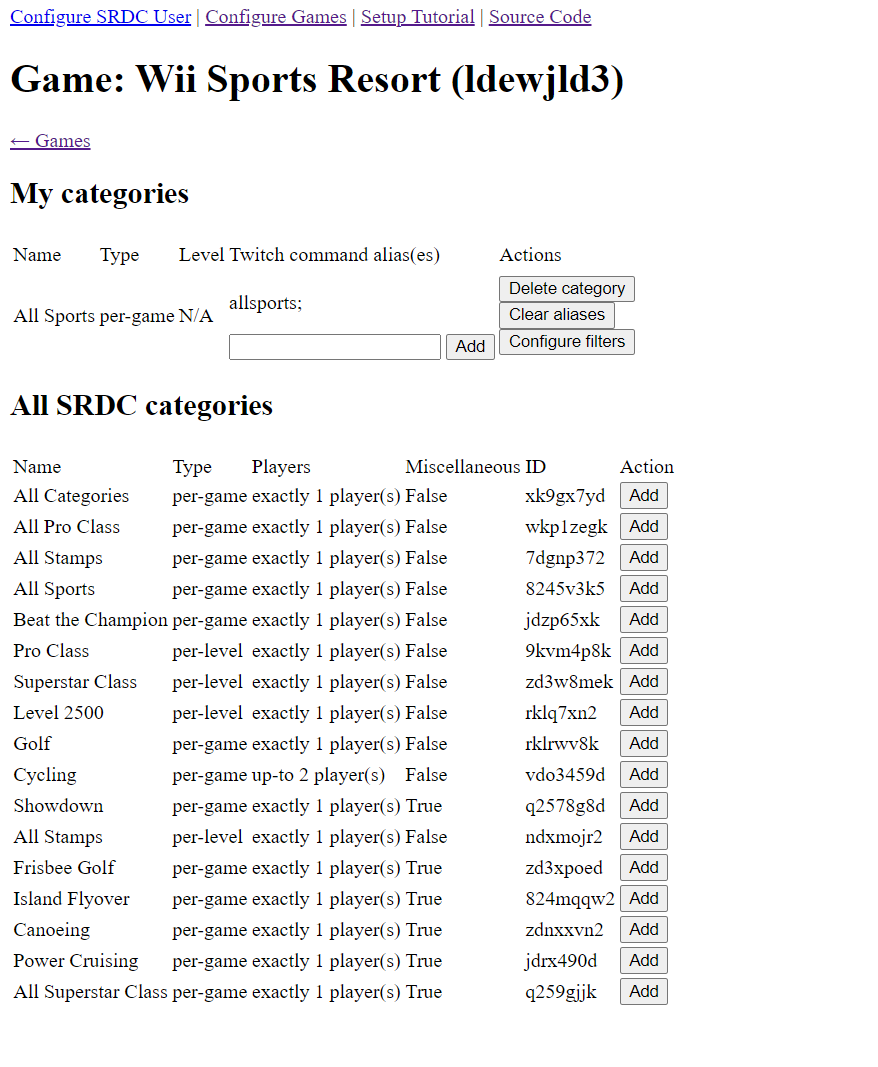 Configure SRDC User | Configure Games | Setup Tutorial | Source Code
Game: Wii Sports Resort (ldewjld3)
← Games
My categories
Name Type Level Twitch command alias(es) Actions
All Sports per-game N/A allsports; Add Delete category Clear aliases Configure filters
All SRDC categories
Name Type Players Miscellaneous ID Action
All Categories per-game exactly 1 player(s) False xk9gx7yd Add
All Pro Class per-game exactly 1 player(s) False wkp1zegk Add
All Stamps per-game exactly 1 player(s) False 7dgnp372 Add
All Sports per-game exactly 1 player(s) False 8245v3k5 Add
Beat the Champion per-game exactly 1 player(s) False jdzp65xk Add
Pro Class per-level exactly 1 player(s) False 9kvm4p8k Add
Superstar Class per-level exactly 1 player(s) False zd3w8mek Add
Level 2500 per-level exactly 1 player(s) False rklq7xn2 Add
Golf per-game exactly 1 player(s) False rklrwv8k Add
Cycling per-game up-to 2 player(s) False vdo3459d Add
Showdown per-game exactly 1 player(s) True q2578g8d Add
All Stamps per-level exactly 1 player(s) False ndxmojr2 Add
Frisbee Golf per-game exactly 1 player(s) True zd3xpoed Add
Island Flyover per-game exactly 1 player(s) True 824mqqw2 Add
Canoeing per-game exactly 1 player(s) True zdnxxvn2 Add
Power Cruising per-game exactly 1 player(s) True jdrx490d Add
All Superstar Class per-game exactly 1 player(s) True q259gjjk Add